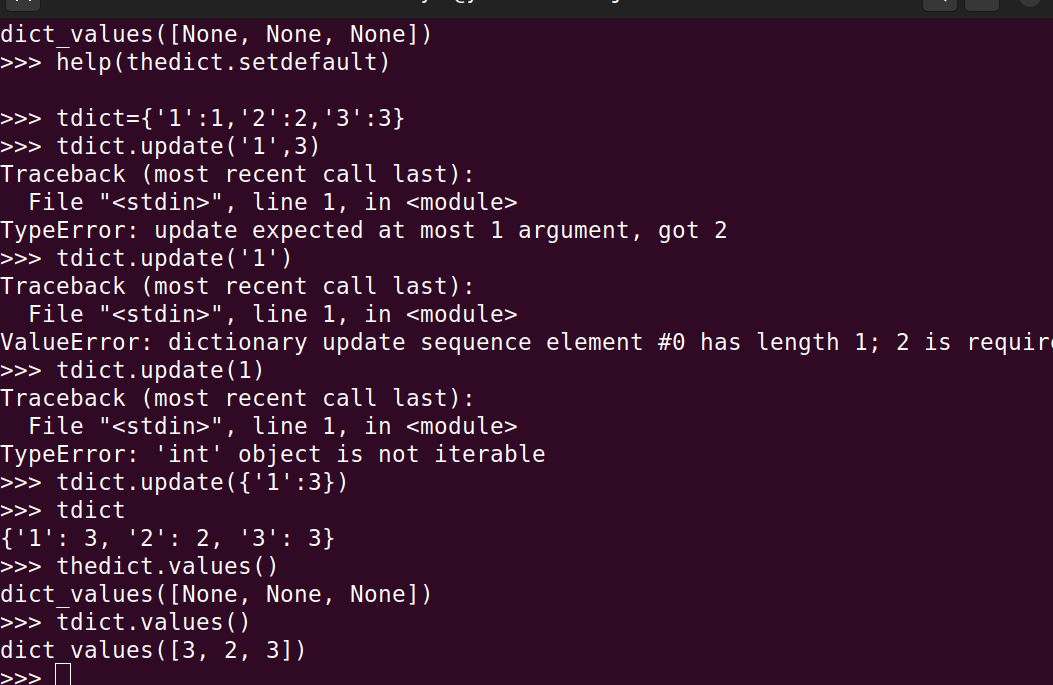 dict_values([None, None, None])
>>> help(thedict.setdefault)
>>> tdict={'1':1,'2':2,'3':3}
>>> tdict.update('1',3)
Traceback (most recent call last):
  File "<stdin>", line 1, in <module>
TypeError: update expected at most 1 argument, got 2
>>> tdict.update('1')
Traceback (most recent call last):
  File "<stdin>", line 1, in <module>
ValueError: dictionary update sequence element #0 has length 1; 2 is require
>>> tdict.update(1)
Traceback (most recent call last):
  File "<stdin>", line 1, in <module>
TypeError: 'int' object is not iterable
>>> tdict.update({'1':3})
>>> tdict
{'1': 3, '2': 2, '3': 3}
>>> thedict.values()
dict_values([None, None, None])
>>> tdict.values()
dict_values([3, 2, 3])
>>>